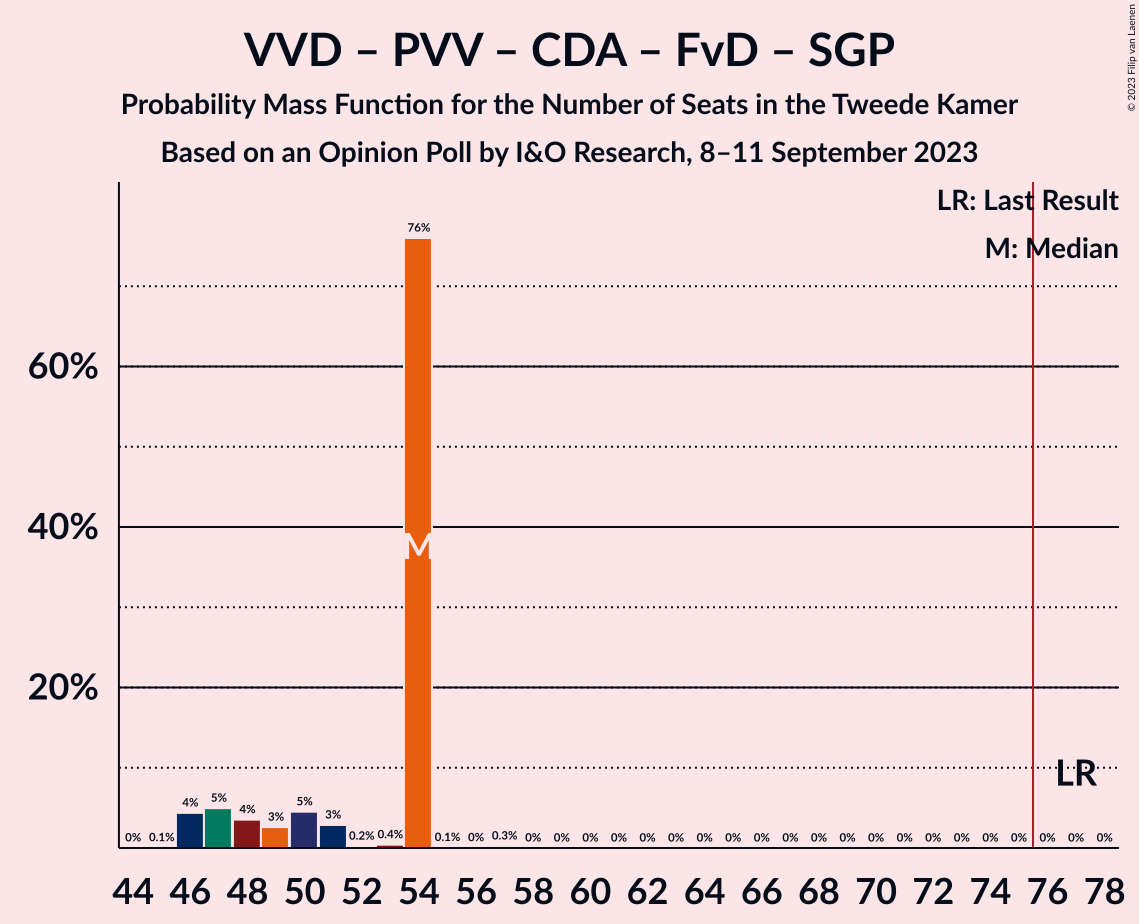 VVD – PVV – CDA – FvD – SGP
Probability Mass Function for the Number of Seats in the Tweede Kamer
Based on an Opinion Poll by I&O Research, 8–11 September 2023
© 2023 Filip van Laenen
LR: Last Result
M: Median
60%
40%
20%
0% 0.1% 4% 5% 4% 3% 5% 3% 0.2% 0.4% 76% 0.1% 0% 0.3% 0% 0% 0% 0% 0% 0% 0% 0% 0% 0% 0% 0% 0% 0% 0% 0% 0% 0% 0% 0% 0%
M
LR
44 46 48 50 52 54 56 58 60 62 64 66 68 70 72 74 76 78